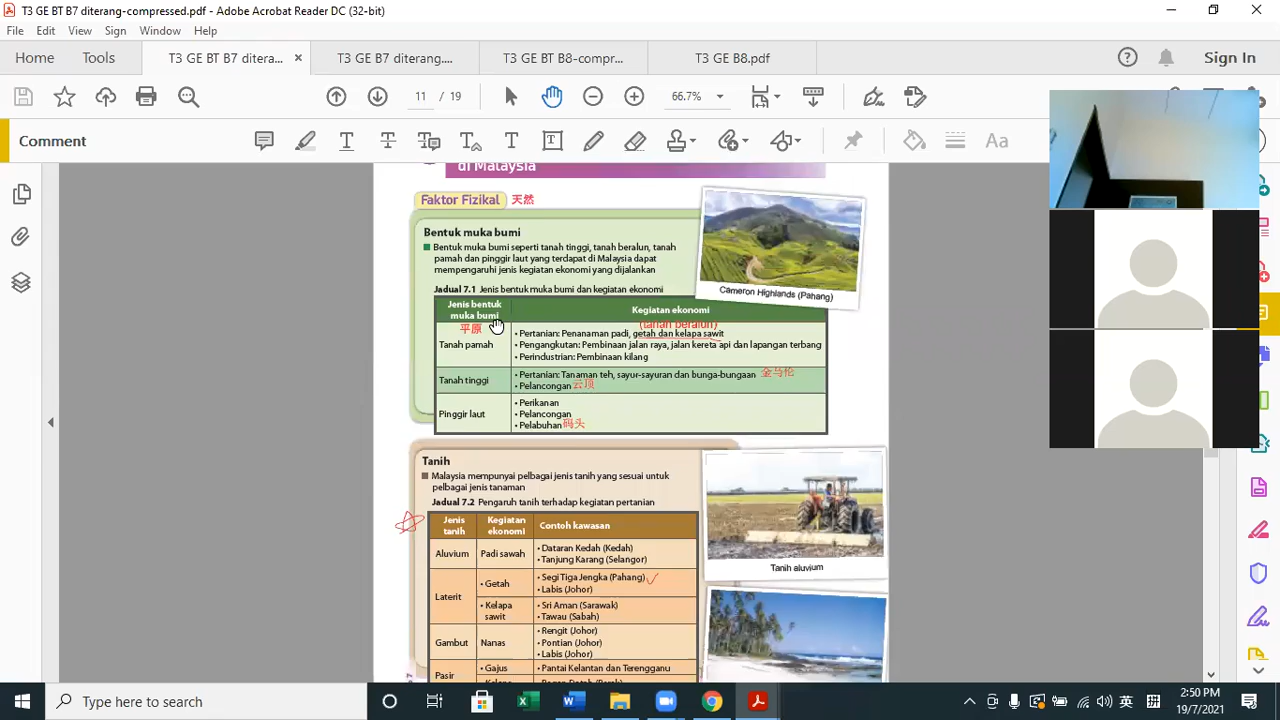 T3 GE BT B7 diterang-compressed.pdf - Adobe Acrobat Reader DC (32-bit)
File Edit View Sign Window Help
Home Tools T3 GE BT B7 ditera... × T3 GE B7 diterang.... T3 GE BT B8-compr... T3 GE B8.pdf Sign In
11 / 19 66.7%
Comment
di Malaysia
Faktor Fizikal 天然
Bentuk muka bumi
Bentuk muka bumi seperti tanah tinggi, tanah beralun, tanah
pamah dan pinggir laut yang terdapat di Malaysia dapat
mempengaruhi jenis kegiatan ekonomi yang dijalankan
Cameron Highlands (Pahang)
Jadual 7.1 Jenis bentuk muka bumi dan kegiatan ekonomi
Jenis bentuk
muka bumi
Kegiatan ekonomi
平原
(tanah beralun)
Tanah pamah
• Pertanian: Penanaman padi, getah dan kelapa sawit
• Pengangkutan: Pembinaan jalan raya, jalan kereta api dan lapangan terbang
• Perindustrian: Pembinaan kilang
Tanah tinggi
• Pertanian: Tanaman teh, sayur-sayuran dan bunga-bungaan 金马伦
• Pelancongan 云顶
Pinggir laut
• Perikanan
• Pelancongan
• Pelabuhan 码头
Tanih
Malaysia mempunyai pelbagai jenis tanih yang sesuai untuk
pelbagai jenis tanaman
Jadual 7.2 Pengaruh tanih terhadap kegiatan pertanian
Jenis
tanih
Kegiatan
ekonomi
Contoh kawasan
Aluvium
Padi sawah
• Dataran Kedah (Kedah)
• Tanjung Karang (Selangor)
Laterit
• Getah
• Segi Tiga Jengka (Pahang)
• Labis (Johor)
• Kelapa
sawit
• Sri Aman (Sarawak)
• Tawau (Sabah)
Gambut
Nanas
• Rengit (Johor)
• Pontian (Johor)
• Labis (Johor)
Pasir
• Gajus
• Pantai Kelantan dan Terengganu
Tanih aluvium
Type here to search
英
拼
2:50 PM
19/7/2021